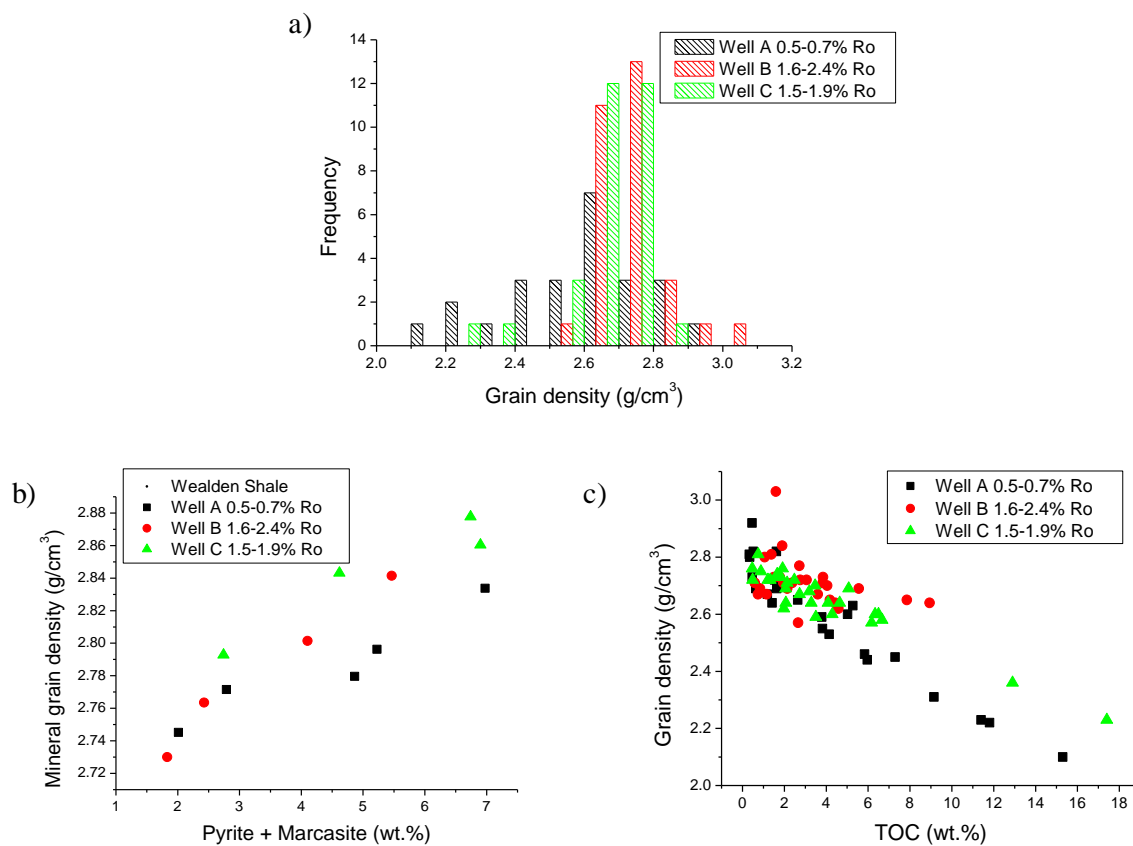 a)
Well A 0.5-0.7% Ro
Well B 1.6-2.4% Ro
Well C 1.5-1.9% Ro
14
12
10
8
6
4
2
0
Frequency
2.0 2.2 2.4 2.6 2.8 3.0 3.2
Grain density (g/cm³)
b)
Wealden Shale
Well A 0.5-0.7% Ro
Well B 1.6-2.4% Ro
Well C 1.5-1.9% Ro
2.88
2.86
2.84
2.82
2.80
2.78
2.76
2.74
2.72
Mineral grain density (g/cm³)
1 2 3 4 5 6 7
Pyrite + Marcasite (wt.%)
c)
Well A 0.5-0.7% Ro
Well B 1.6-2.4% Ro
Well C 1.5-1.9% Ro
3.0
2.8
2.6
2.4
2.2
2.0
Grain density (g/cm³)
0 2 4 6 8 10 12 14 16 18
TOC (wt.%)